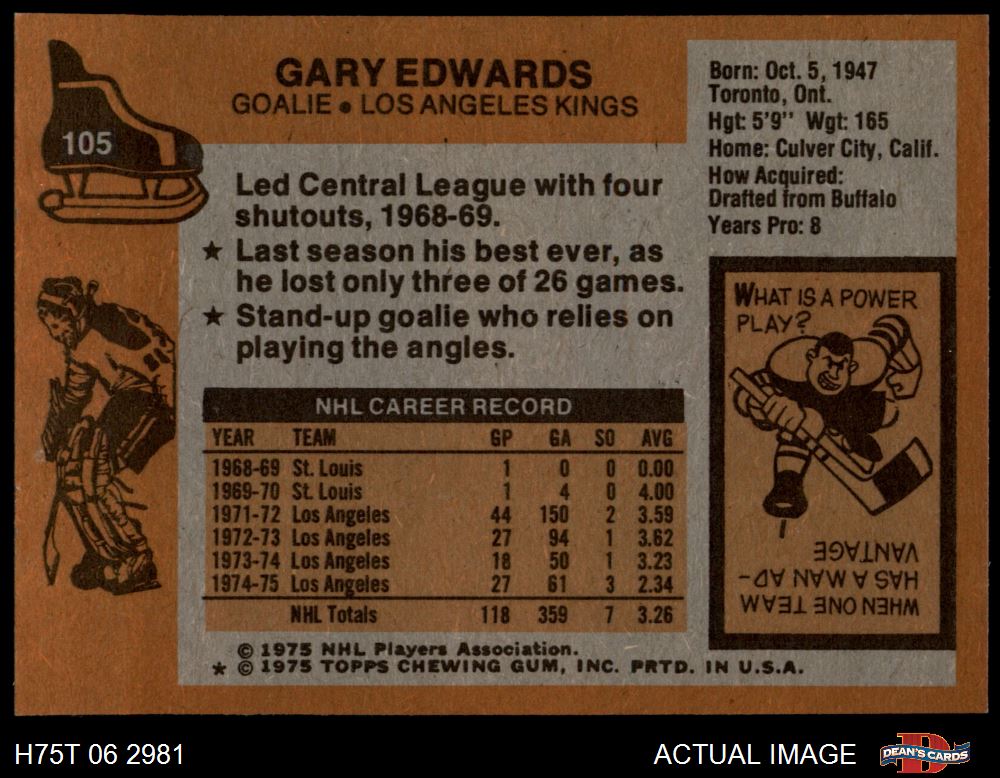 GARY EDWARDS
GOALIE • LOS ANGELES KINGS
105
Led Central League with four
shutouts, 1968-69.
★ Last season his best ever, as
he lost only three of 26 games.
★ Stand-up goalie who relies on
playing the angles.
Born: Oct. 5, 1947
Toronto, Ont.
Hgt: 5'9" Wgt: 165
Home: Culver City, Calif.
How Acquired:
Drafted from Buffalo
Years Pro: 8
WHAT IS A POWER
PLAY?
WHEN ONE TEAM
HAS A MAN AD-
VANTAGE
NHL CAREER RECORD
YEAR TEAM GP GA SO AVG
1968-69 St. Louis 1 0 0 0.00
1969-70 St. Louis 1 4 0 4.00
1971-72 Los Angeles 44 150 2 3.59
1972-73 Los Angeles 27 94 1 3.62
1973-74 Los Angeles 18 50 1 3.23
1974-75 Los Angeles 27 61 3 2.34
NHL Totals 118 359 7 3.26
© 1975 NHL Players Association.
★ © 1975 TOPPS CHEWING GUM, INC. PRTD. IN U.S.A.
H75T 06 2981
ACTUAL IMAGE
DEAN'S CARDS